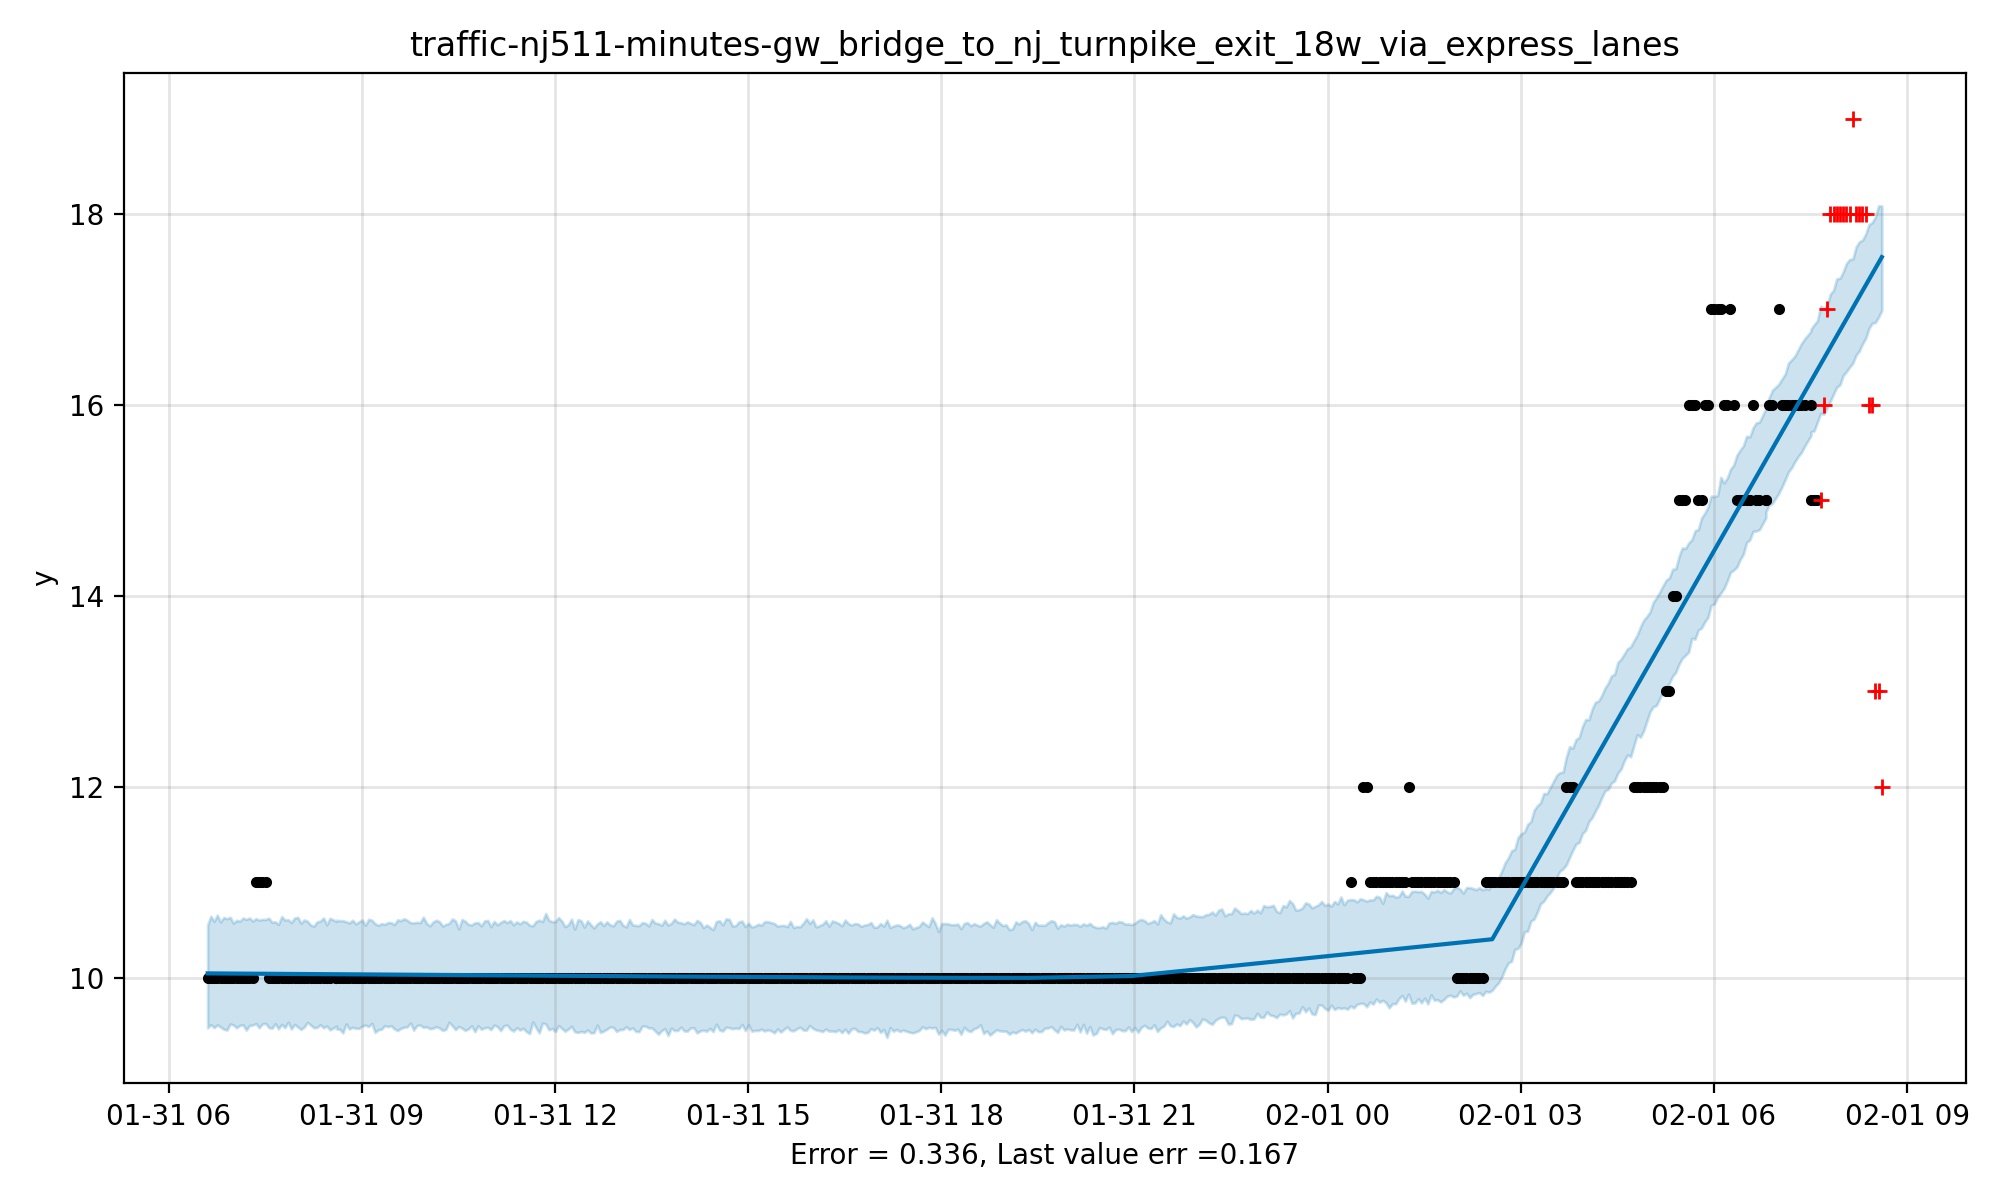 traffic-nj511-minutes-gw_bridge_to_nj_turnpike_exit_18w_via_express_lanes
y
18
16
14
12
10
01-31 06 01-31 09 01-31 12 01-31 15 01-31 18 01-31 21 02-01 00 02-01 03 02-01 06 02-01 09
Error = 0.336, Last value err =0.167